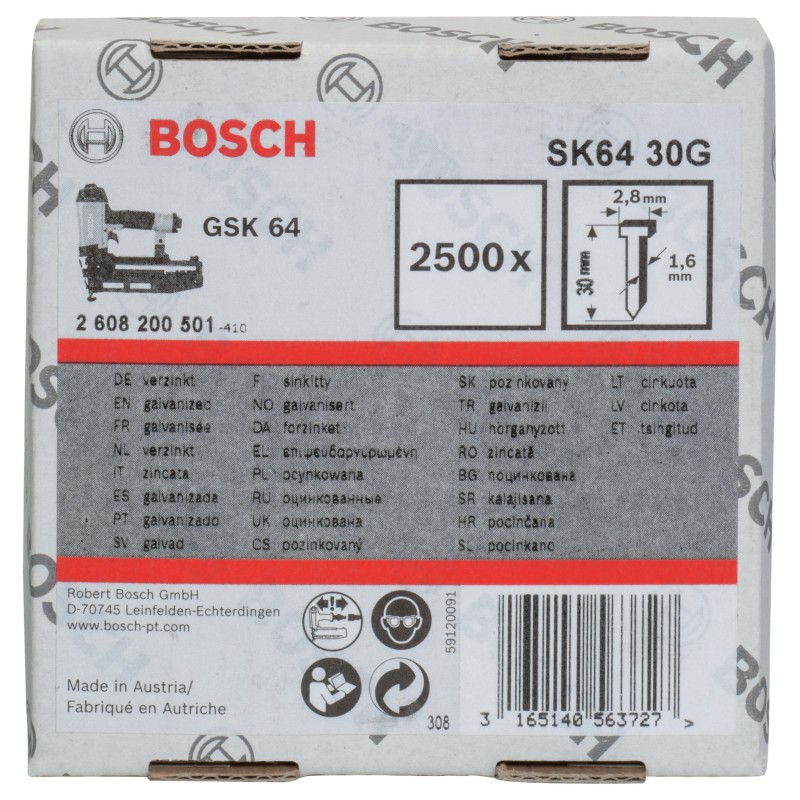 BOSCH
SK64 30G
GSK 64
2 608 200 501 -410
2500 x
2,8 mm
30 mm
1,6 mm
DE verzinkt
EN galvanized
FR galvanisée
NL verzinkt
IT zincata
ES galvanizada
PT galvanizado
SV galvad
F sinkitty
NO galvanisert
DA forzinket
EL επιψευδαργυρωμένη
PL ocynkowana
RU оцинкованные
UK оцинкована
CS pozinkovaný
SK pozinkovaný
TR galvanizli
HU horganyzott
RO zincată
BG поцинкована
SR kalajisana
HR pocinčana
SL pocinkano
LT cinkuota
LV cinkota
ET tsingitud
Robert Bosch GmbH
D-70745 Leinfelden-Echterdingen
www.bosch-pt.com
Made in Austria/
Fabriqué en Autriche
308
59120091
3 165140 563727 >